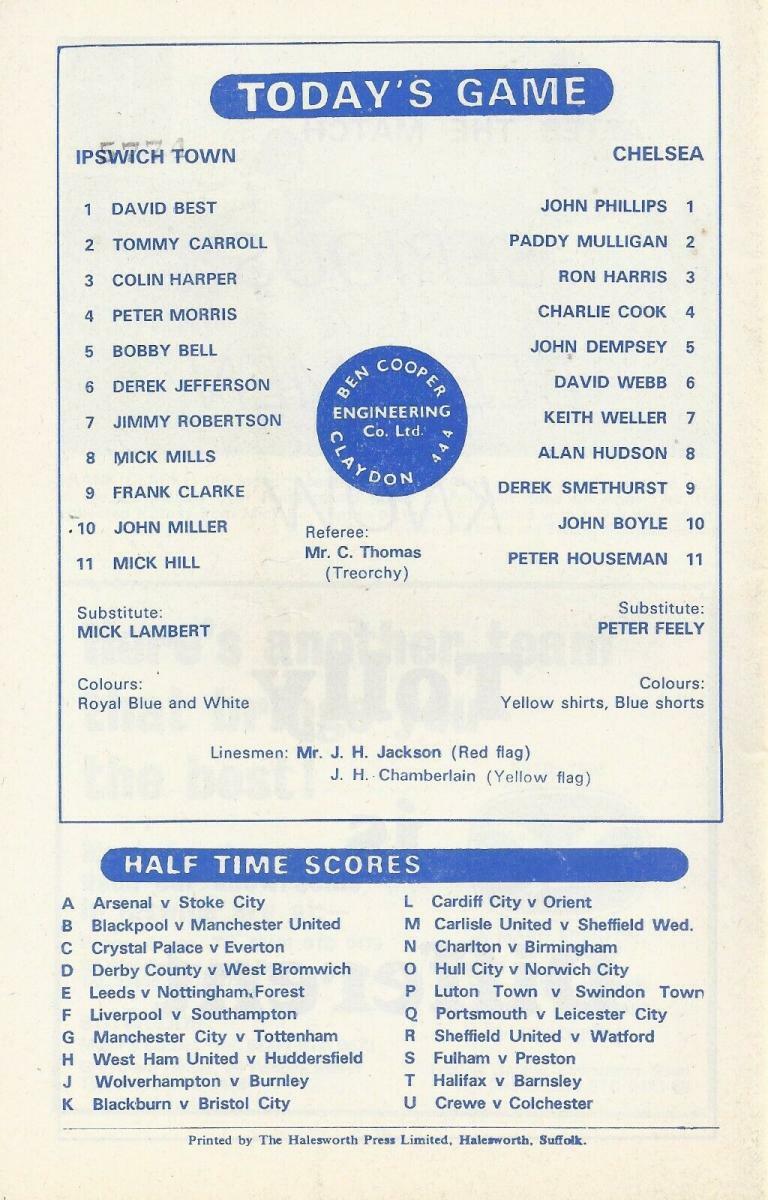 TODAY'S GAME
5774
IPSWICH TOWN
1 DAVID BEST
2 TOMMY CARROLL
3 COLIN HARPER
4 PETER MORRIS
5 BOBBY BELL
6 DEREK JEFFERSON
7 JIMMY ROBERTSON
8 MICK MILLS
9 FRANK CLARKE
10 JOHN MILLER
11 MICK HILL
Substitute:
MICK LAMBERT
Colours:
Royal Blue and White
BEN COOPER
ENGINEERING
Co. Ltd.
CLAYDON 444
Referee:
Mr. C. Thomas
(Treorchy)
CHELSEA
JOHN PHILLIPS 1
PADDY MULLIGAN 2
RON HARRIS 3
CHARLIE COOK 4
JOHN DEMPSEY 5
DAVID WEBB 6
KEITH WELLER 7
ALAN HUDSON 8
DEREK SMETHURST 9
JOHN BOYLE 10
PETER HOUSEMAN 11
Substitute:
PETER FEELY
Colours:
Yellow shirts, Blue shorts
Linesmen: Mr. J. H. Jackson (Red flag)
J. H. Chamberlain (Yellow flag)
HALF TIME SCORES
A Arsenal v Stoke City
B Blackpool v Manchester United
C Crystal Palace v Everton
D Derby County v West Bromwich
E Leeds v Nottingham Forest
F Liverpool v Southampton
G Manchester City v Tottenham
H West Ham United v Huddersfield
J Wolverhampton v Burnley
K Blackburn v Bristol City
L Cardiff City v Orient
M Carlisle United v Sheffield Wed.
N Charlton v Birmingham
O Hull City v Norwich City
P Luton Town v Swindon Town
Q Portsmouth v Leicester City
R Sheffield United v Watford
S Fulham v Preston
T Halifax v Barnsley
U Crewe v Colchester
Printed by The Halesworth Press Limited, Halesworth, Suffolk.